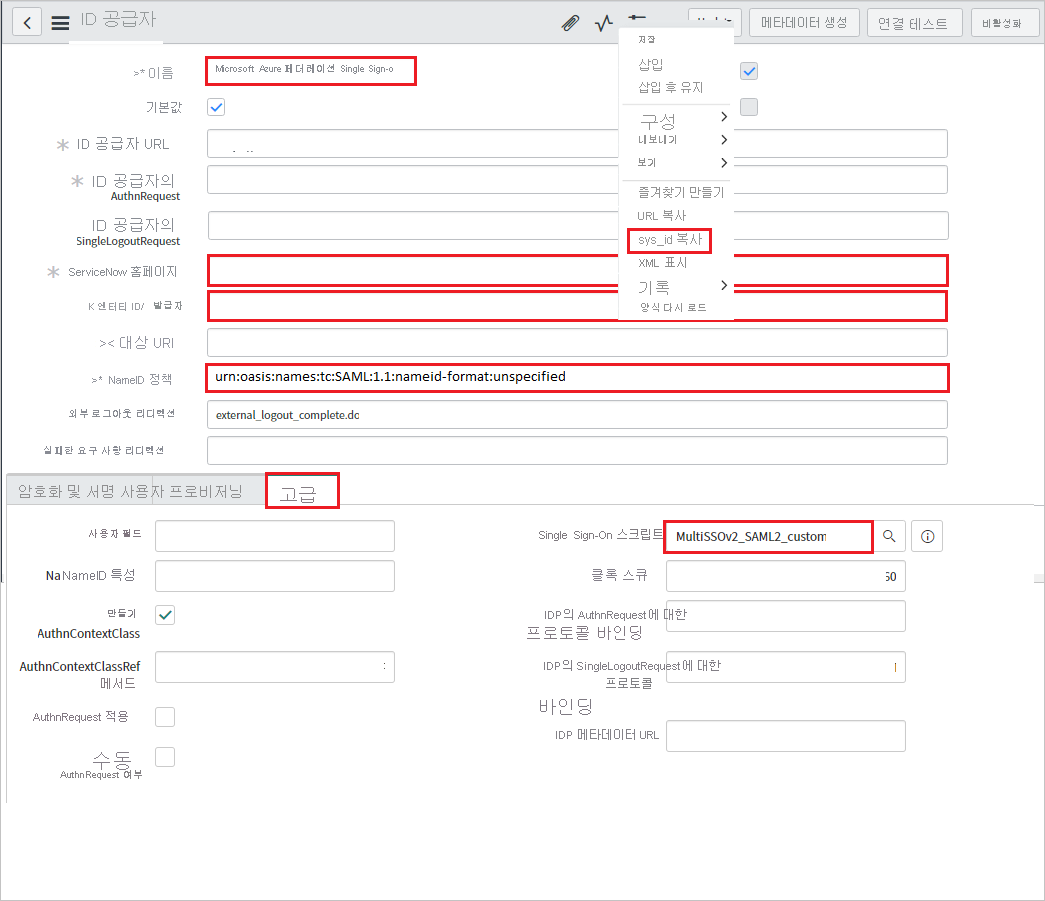 ID 공급자
메타데이터 생성
연결 테스트
비활성화
저장
삽입
삽입 후 유지
구성
내보내기
보기
즐겨찾기 만들기
URL 복사
sys_id 복사
XML 표시
기록
양식 다시 로드
>* 이름
Microsoft Azure 페더레이션 Single Sign-o
기본값
* ID 공급자 URL
* ID 공급자의
AuthnRequest
ID 공급자의
SingleLogoutRequest
* ServiceNow 홈페이지
K 엔터티 ID/ 발급자
>< 대상 URI
>* NameID 정책
urn:oasis:names:tc:SAML:1.1:nameid-format:unspecified
외부 로그아웃 리디렉션
external_logout_complete.do
실패한 요구 사항 리디렉션
암호화 및 서명 사용자 프로비저닝
고급
사용자 필드
Single Sign-On 스크립트
MultiSSOv2_SAML2_custom
Na NameID 특성
클록 스큐
60
만들기
AuthnContextClass
IDP의 AuthnRequest에 대한
프로토콜 바인딩
AuthnContextClassRef
메서드
:
IDP의 SingleLogoutRequest에 대한
프로토콜
바인딩
AuthnRequest 적용
IDP 메타데이터 URL
수동
AuthnRequest 여부